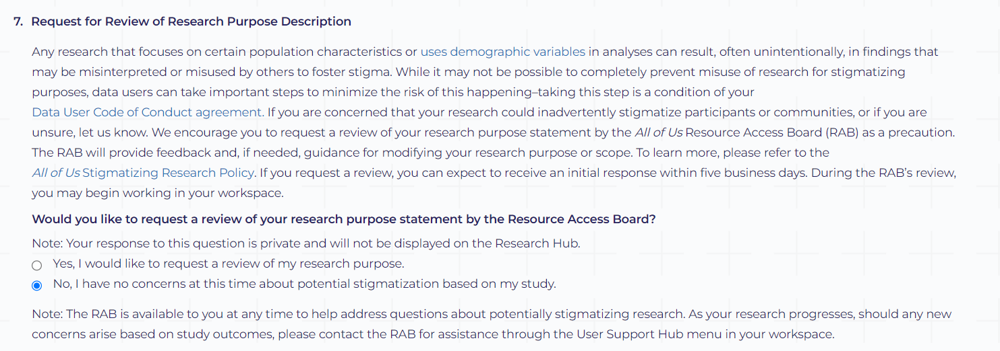 7. Request for Review of Research Purpose Description
Any research that focuses on certain population characteristics or uses demographic variables in analyses can result, often unintentionally, in findings that
may be misinterpreted or misused by others to foster stigma. While it may not be possible to completely prevent misuse of research for stigmatizing
purposes, data users can take important steps to minimize the risk of this happening–taking this step is a condition of your
Data User Code of Conduct agreement. If you are concerned that your research could inadvertently stigmatize participants or communities, or if you are
unsure, let us know. We encourage you to request a review of your research purpose statement by the All of Us Resource Access Board (RAB) as a precaution.
The RAB will provide feedback and, if needed, guidance for modifying your research purpose or scope. To learn more, please refer to the
All of Us Stigmatizing Research Policy. If you request a review, you can expect to receive an initial response within five business days. During the RAB’s review,
you may begin working in your workspace.
Would you like to request a review of your research purpose statement by the Resource Access Board?
Note: Your response to this question is private and will not be displayed on the Research Hub.
Yes, I would like to request a review of my research purpose.
No, I have no concerns at this time about potential stigmatization based on my study.
Note: The RAB is available to you at any time to help address questions about potentially stigmatizing research. As your research progresses, should any new
concerns arise based on study outcomes, please contact the RAB for assistance through the User Support Hub menu in your workspace.